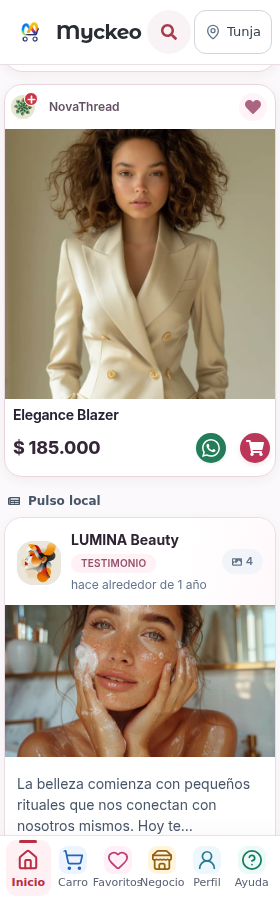 Myckeo
Tunja
NovaThread
Elegance Blazer
$ 185.000
Pulso local
LUMINA Beauty
TESTIMONIO
4
hace alrededor de 1 año
La belleza comienza con pequeños
rituales que nos conectan con
nosotros mismos. Hoy te...
Inicio Carro Favoritos Negocio Perfil Ayuda